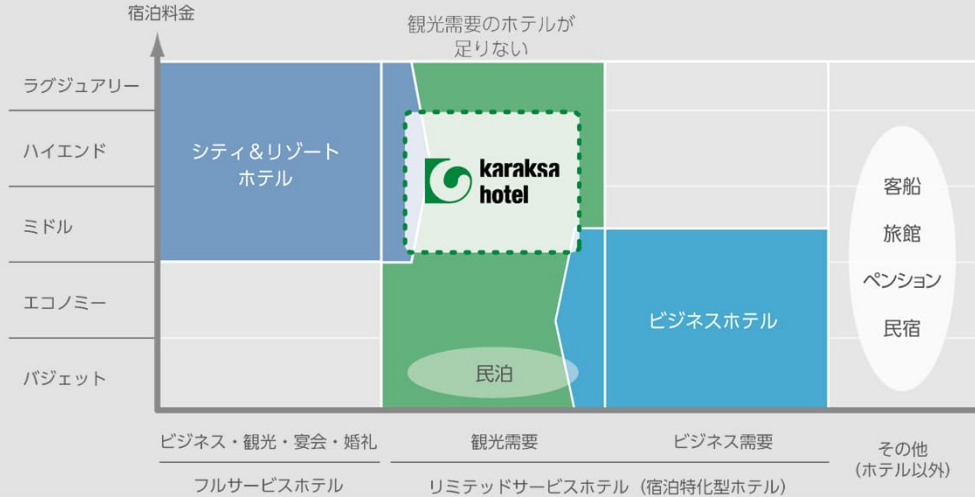 宿泊料金
観光需要のホテルが
足りない
ラグジュアリー
ハイエンド
ミドル
エコノミー
バジェット
シティ&リゾート
ホテル
karaksa
hotel
ビジネスホテル
民泊
客船
旅館
ペンション
民宿
ビジネス・観光・宴会・婚礼
観光需要
ビジネス需要
その他
(ホテル以外)
フルサービスホテル
リミテッドサービスホテル(宿泊特化型ホテル)